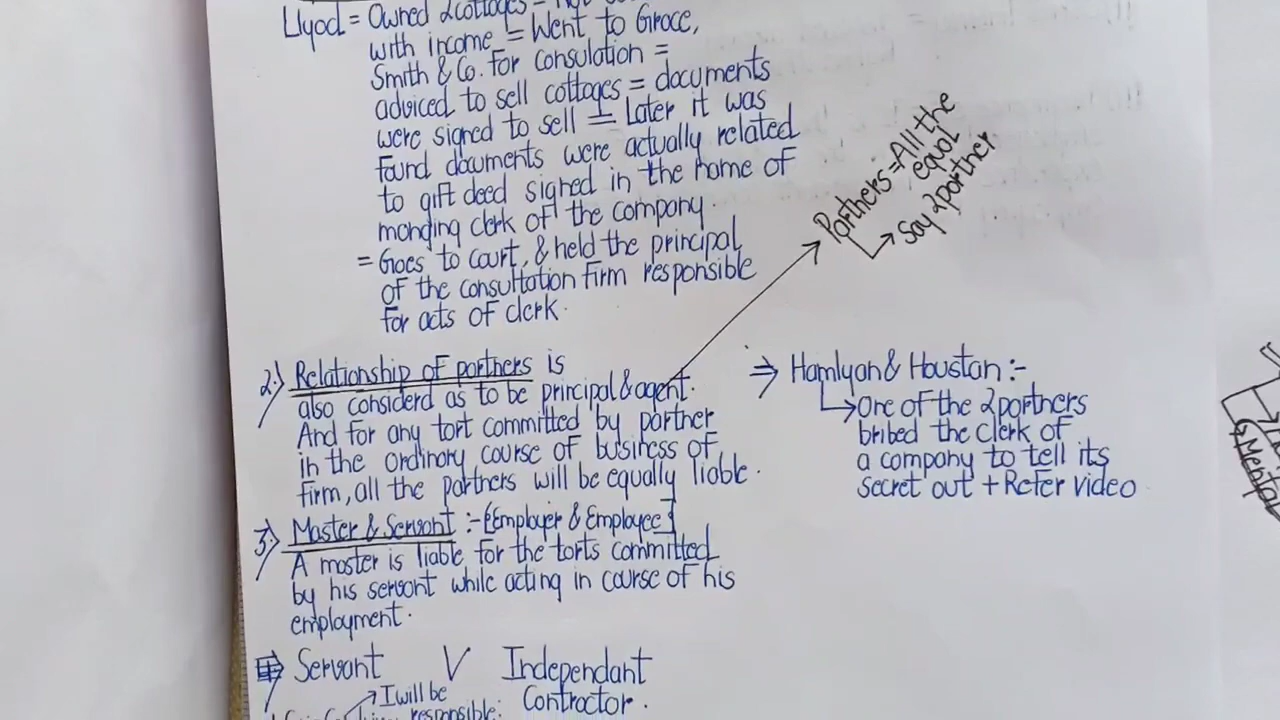 Llyod = Owned 2 cottages =
with income = Went to Grace,
Smith & Co. For consulation =
adviced to sell cottages = documents
were signed to sell = Later it was
found documents were actually related
to gift deed signed in the name of
manging clerk of the company.
= Goes to court, & held the principal
of the consultation firm responsible
for acts of clerk.
Partners = All the
equal
Say 2 partner
2.) Relationship of partners is
also considerd as to be principal & agent.
And for any tort committed by partner
in the ordinary course of business of
firm, all the partners will be equally liable.
⇒ Hamlyan & Houstan :-
One of the 2 partners
bribed the clerk of
a company to tell its
secret out + Refer video
3.) Master & Servant :- [Employer & Employee]
A master is liable for the torts committed
by his servant while acting in course of his
employment.
Servant V Independant
Contractor.
I will be
responsible:
Mental